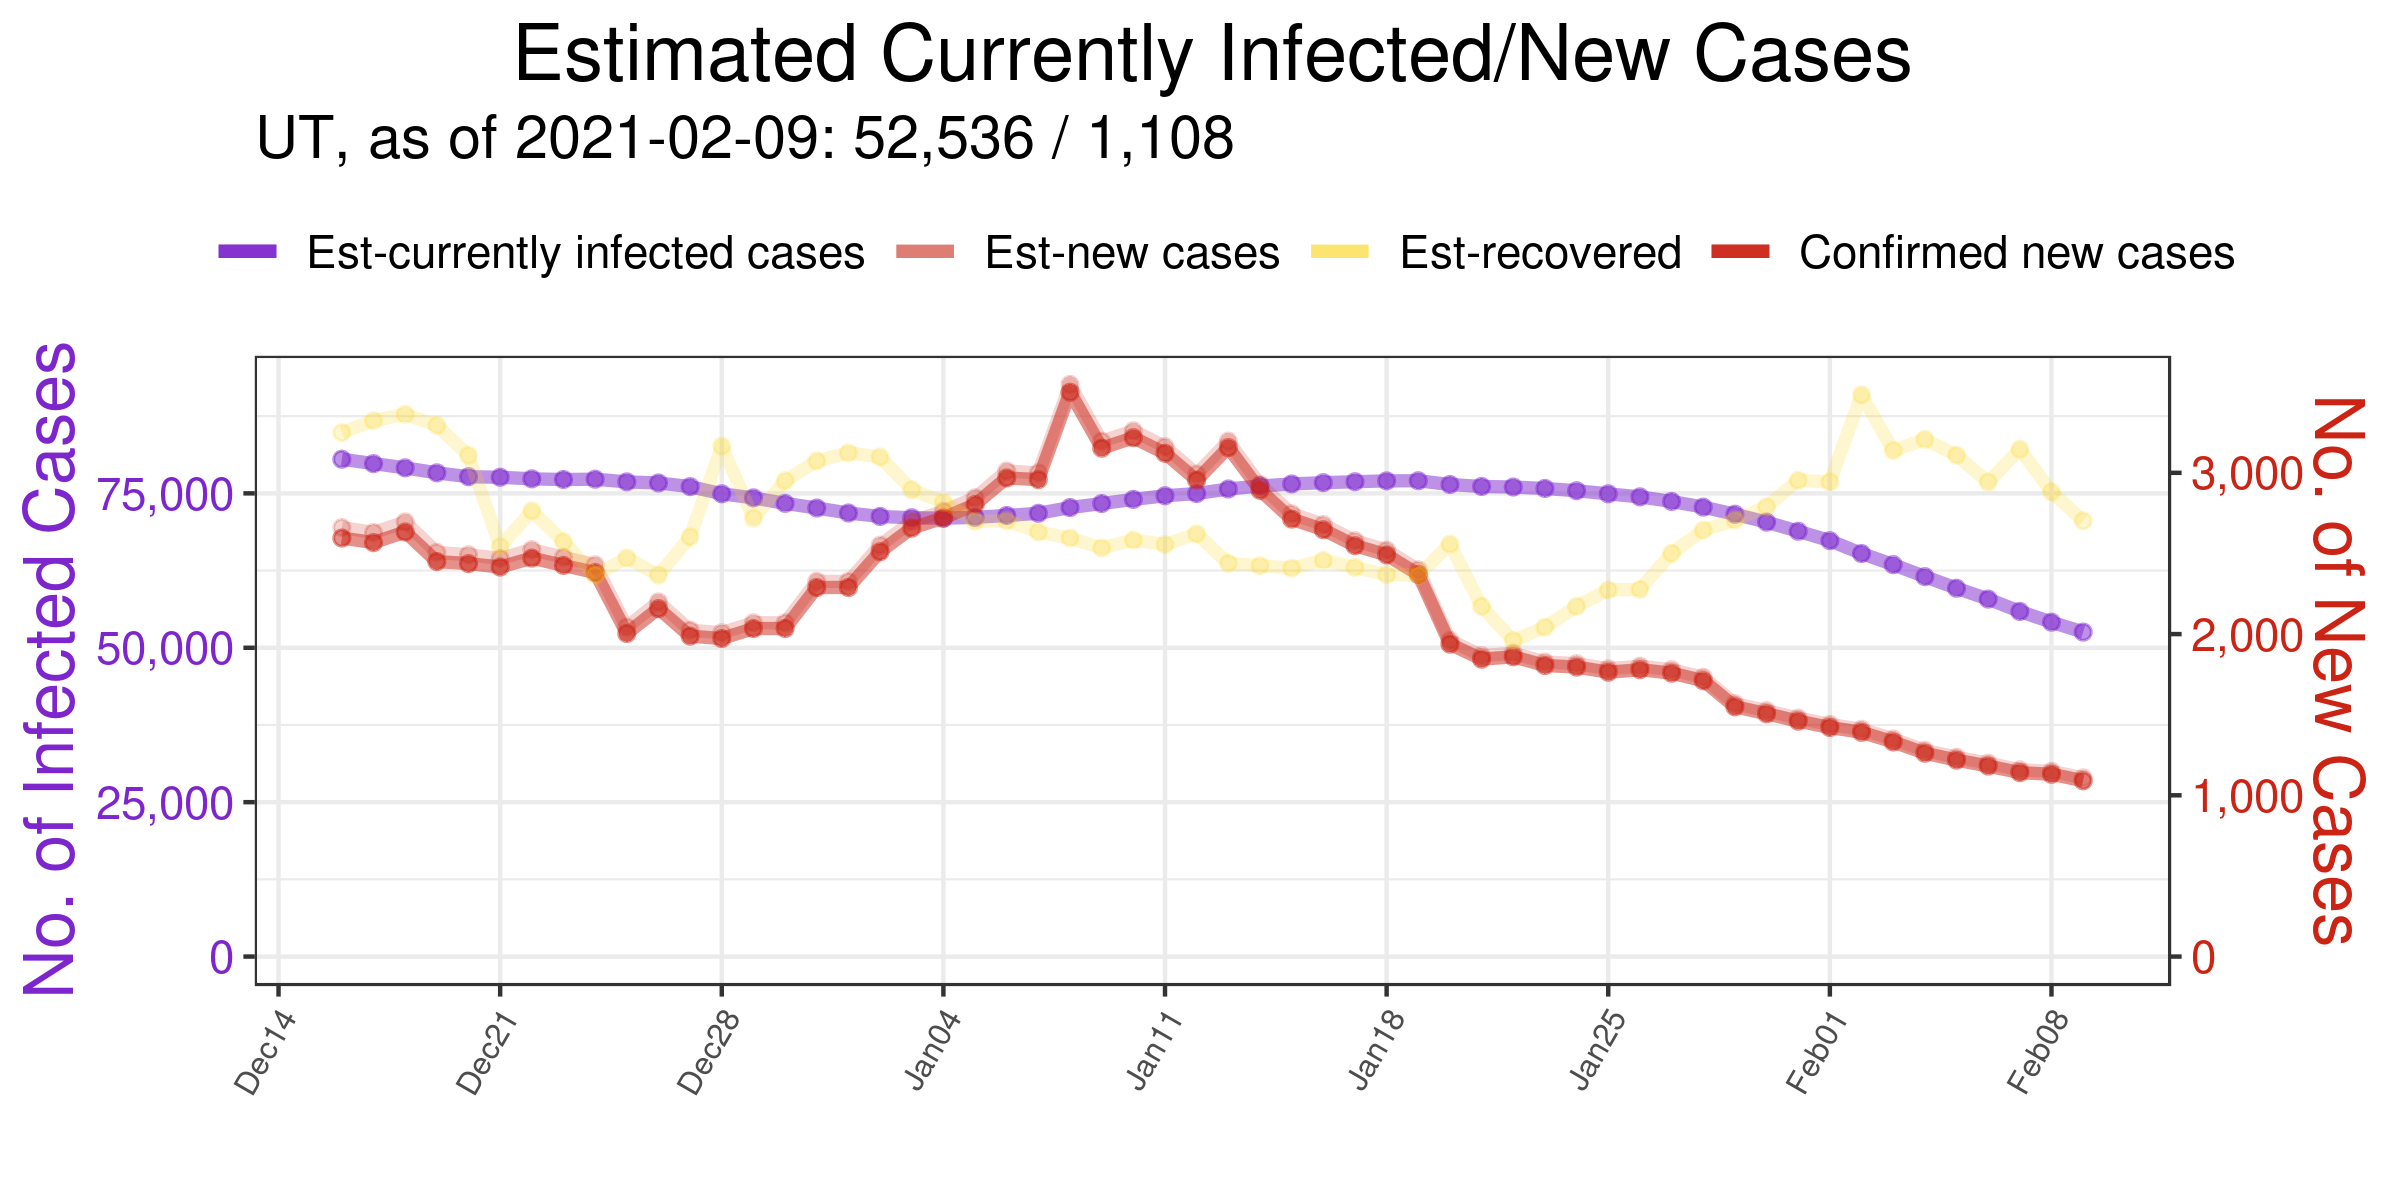 Estimated Currently Infected/New Cases
UT, as of 2021-02-09: 52,536 / 1,108
Est-currently infected cases Est-new cases Est-recovered Confirmed new cases
No. of Infected Cases
75,000
50,000
25,000
0
3,000
2,000
1,000
0
No. of New Cases
Dec14 Dec21 Dec28 Jan04 Jan11 Jan18 Jan25 Feb01 Feb08